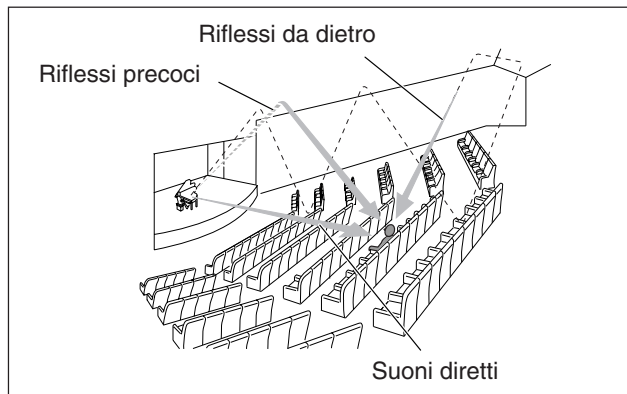 Riflessi da dietro
Riflessi precoci
Suoni diretti